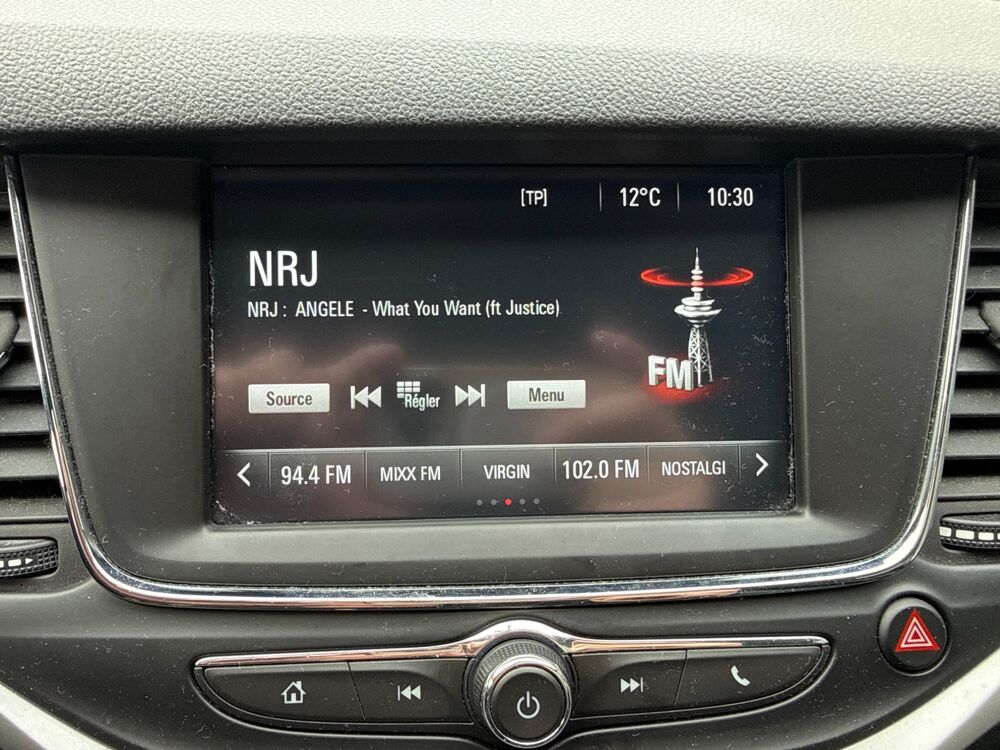 [TP] 12°C 10:30
NRJ
NRJ : ANGELE - What You Want (ft Justice)
FM
Source Régler Menu
94.4 FM MIXX FM VIRGIN 102.0 FM NOSTALGI